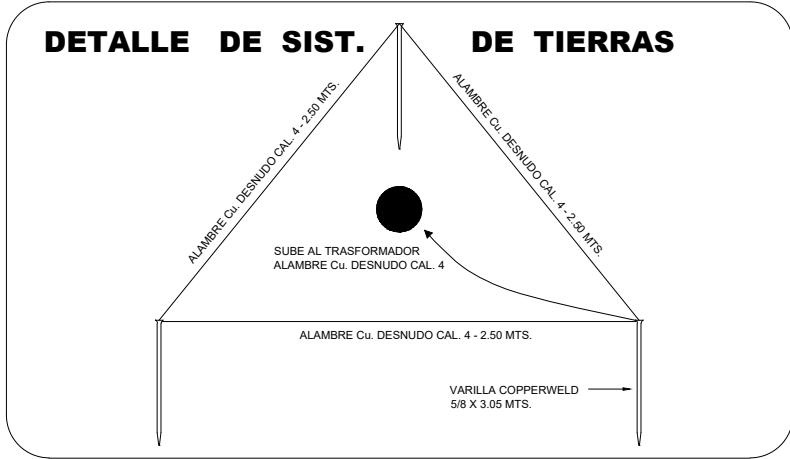 DETALLE DE SIST. DE TIERRAS
ALAMBRE Cu. DESNUDO CAL. 4 - 2.50 MTS.
ALAMBRE Cu. DESNUDO CAL. 4 - 2.50 MTS.
SUBE AL TRASFORMADOR
ALAMBRE Cu. DESNUDO CAL. 4
ALAMBRE Cu. DESNUDO CAL. 4 - 2.50 MTS.
VARILLA COPPERWELD
5/8 X 3.05 MTS.